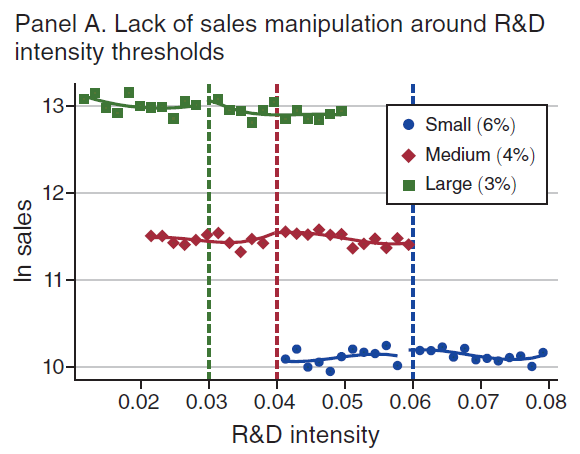 Panel A. Lack of sales manipulation around R&D
intensity thresholds
13
12
11
10
ln sales
Small (6%)
Medium (4%)
Large (3%)
0.02 0.03 0.04 0.05 0.06 0.07 0.08
R&D intensity